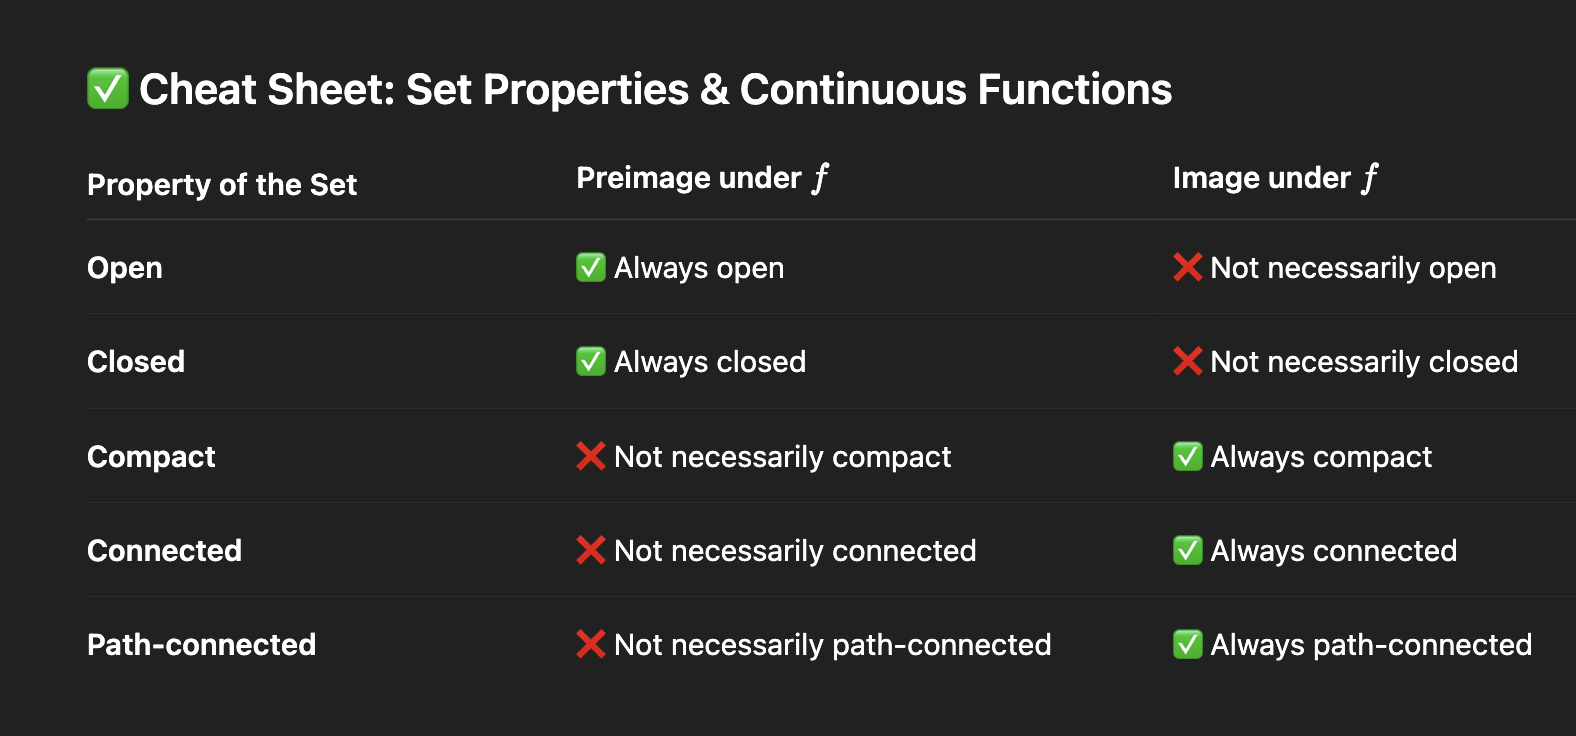 ✅ Cheat Sheet: Set Properties & Continuous Functions
Property of the Set Preimage under f Image under f
Open ✅ Always open ❌ Not necessarily open
Closed ✅ Always closed ❌ Not necessarily closed
Compact ❌ Not necessarily compact ✅ Always compact
Connected ❌ Not necessarily connected ✅ Always connected
Path-connected ❌ Not necessarily path-connected ✅ Always path-connected